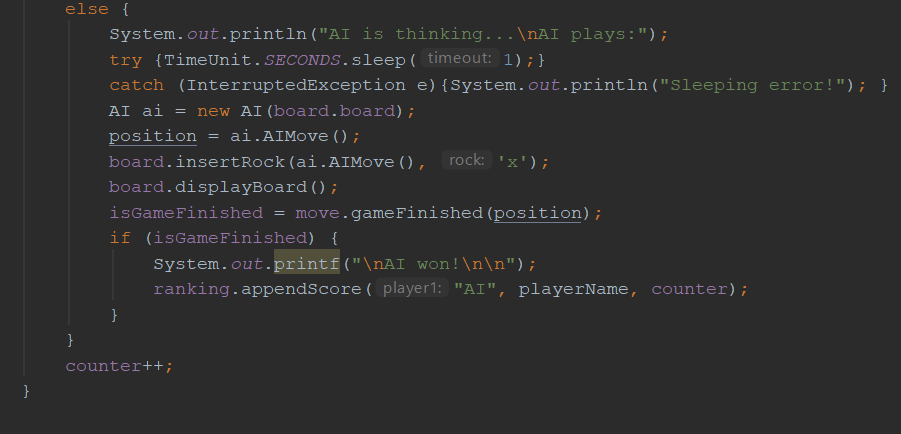 else {
System.out.println("AI is thinking...\nAI plays:");
try {TimeUnit.SECONDS.sleep( timeout: 1);}
catch (InterruptedException e){System.out.println("Sleeping error!"); }
AI ai = new AI(board.board);
position = ai.AIMove();
board.insertRock(ai.AIMove(), rock: 'x');
board.displayBoard();
isGameFinished = move.gameFinished(position);
if (isGameFinished) {
System.out.printf("\nAI won!\n\n");
ranking.appendScore( player1: "AI", playerName, counter);
}
}
counter++;
}